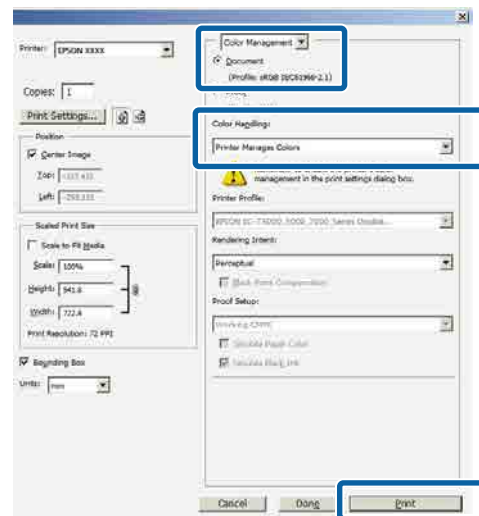 Printer: EPSON XXXX
Copies: 1
Print Settings...
Position
Center Image
Top:
Left:
Scaled Print Size
Scale to Fit Media
Scale: 100%
Height: 541.8
Width: 722.4
Print Resolution: 72 PPI
Bounding Box
Units: mm
Color Management
Document
(Profile: sRGB IEC61966-2.1)
Color Handling:
Printer Manages Colors
management in the print settings dialog box.
Printer Profile:
Rendering Intent:
Perceptual
Black Point Compensation
Proof Setup:
Working CMYK
Simulate Paper Color
Simulate Black Ink
Cancel
Done
Print